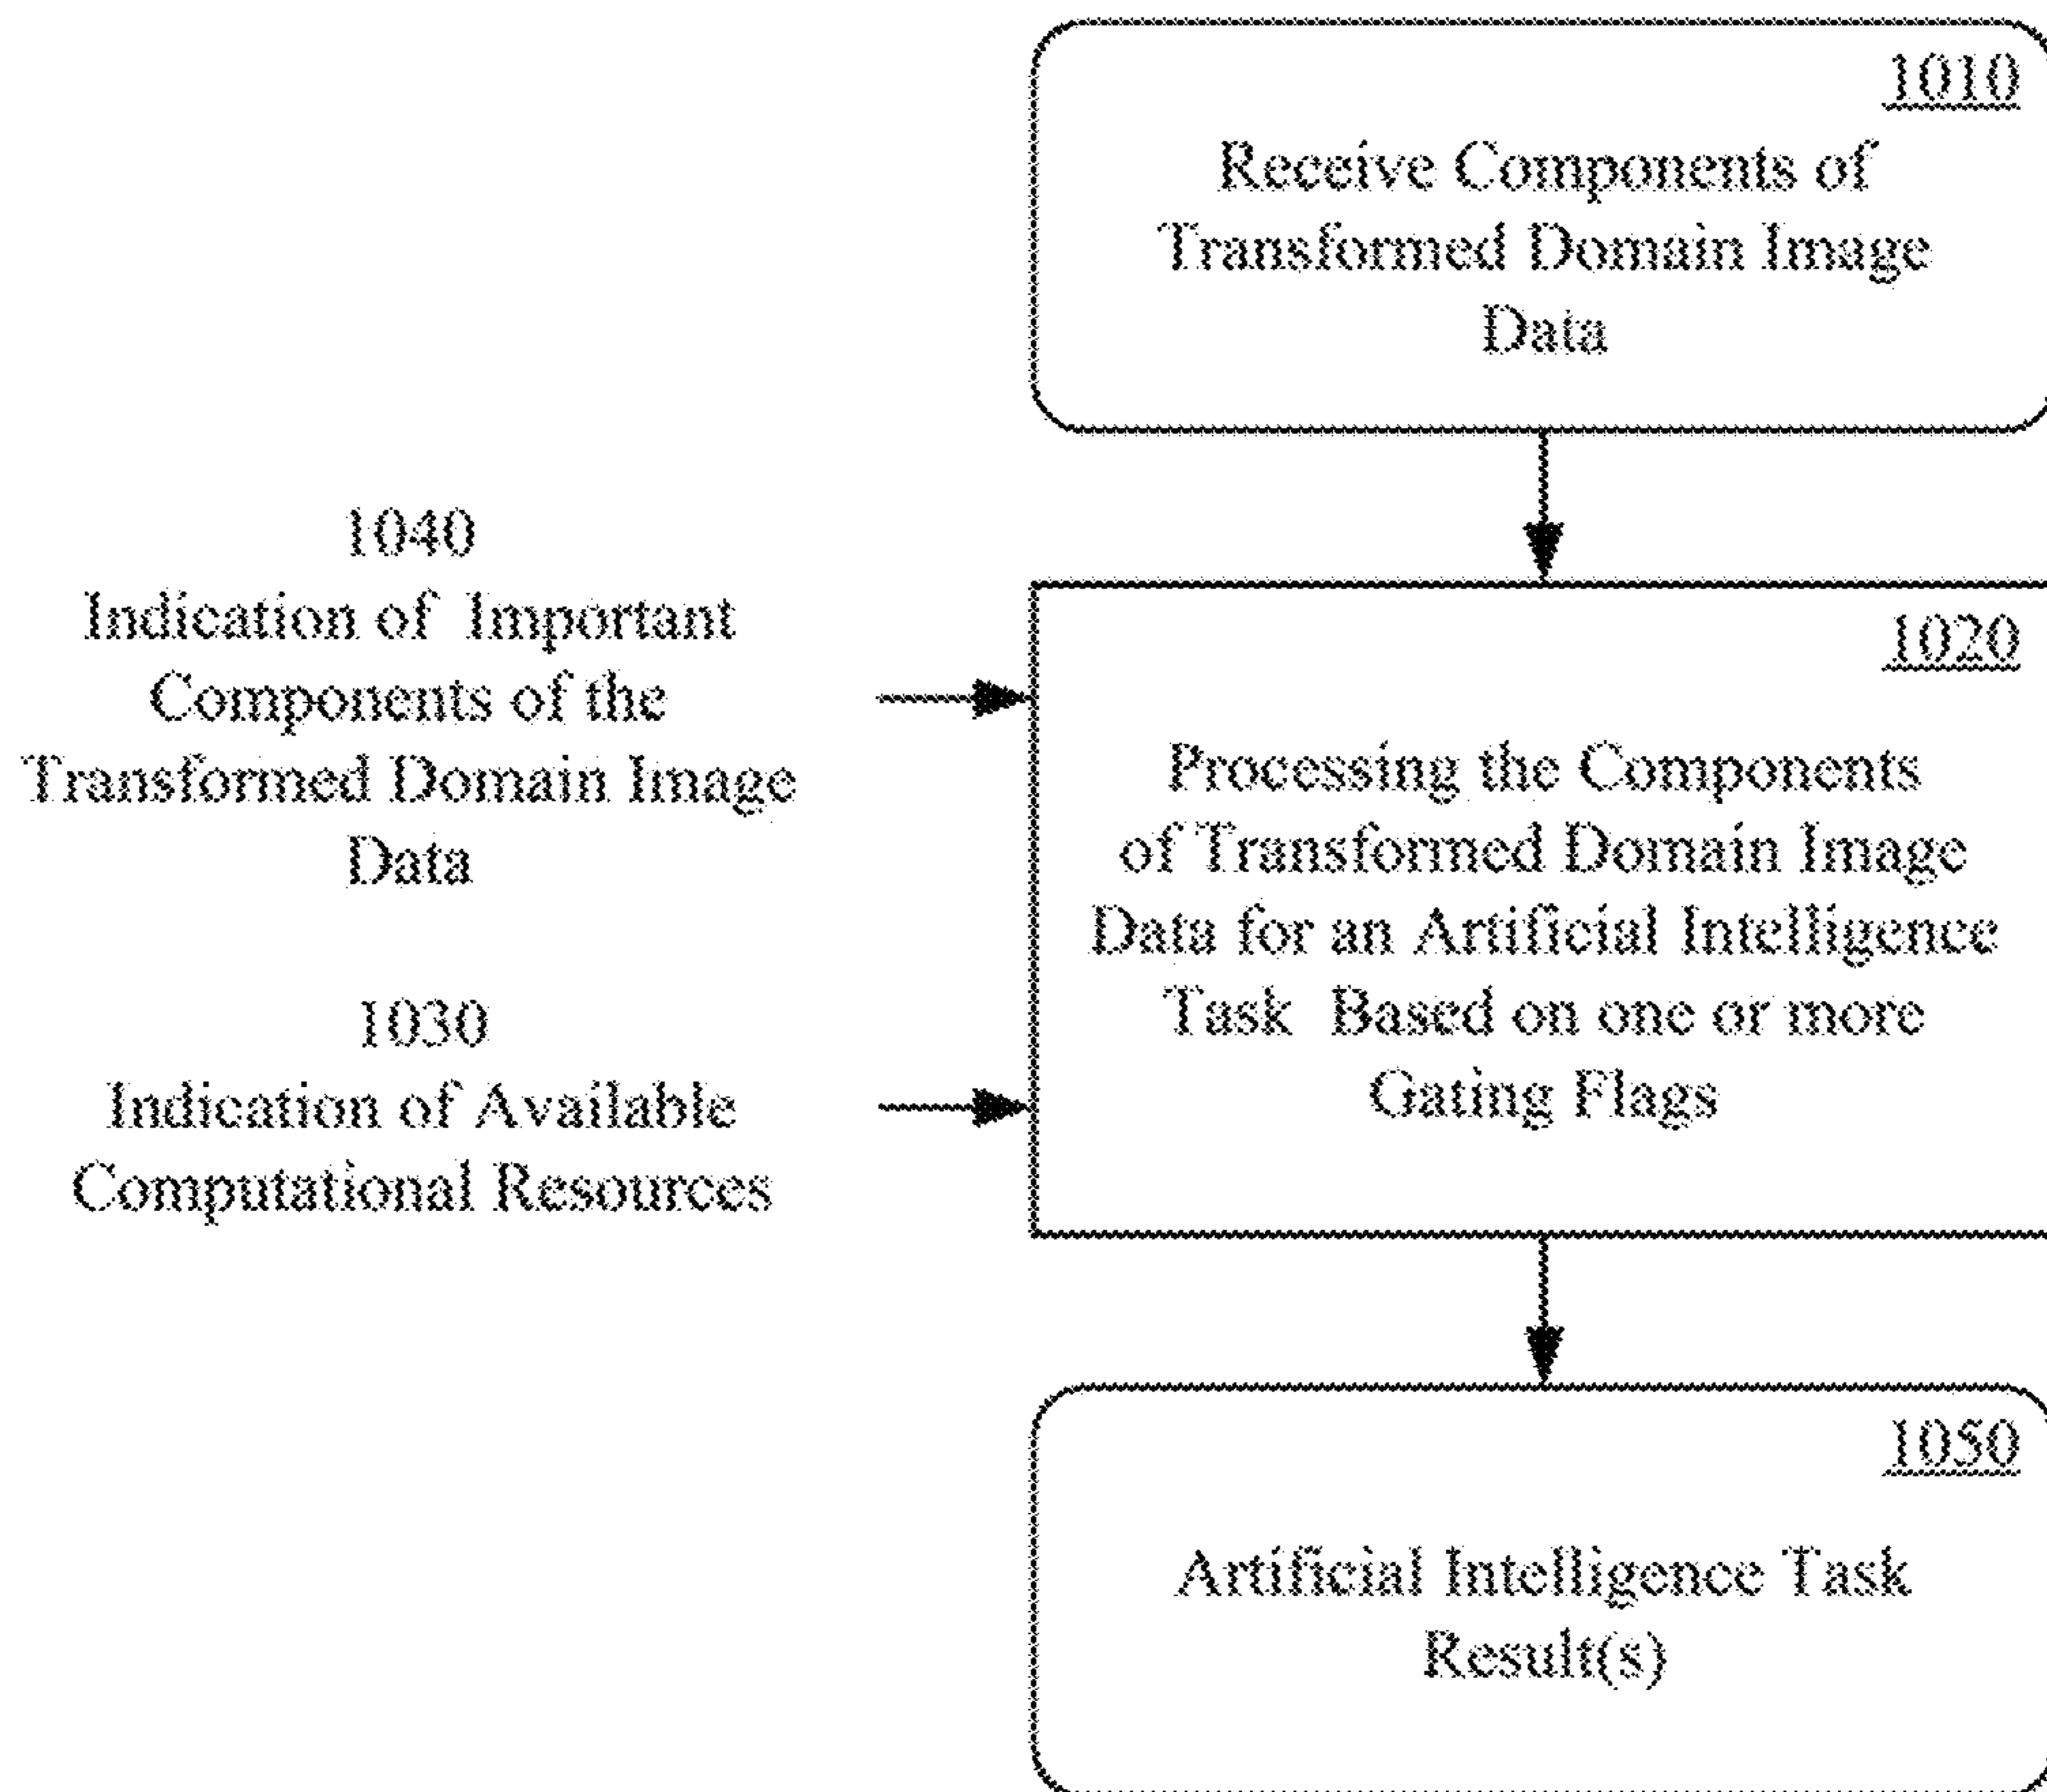 1010
Receive Components of
Transformed Domain Image
Data
1040
Indication of Important
Components of the
Transformed Domain Image
Data
1030
Indication of Available
Computational Resources
1020
Processing the Components
of Transformed Domain Image
Data for an Artificial Intelligence
Task Based on one or more
Gating Flags
1050
Artificial Intelligence Task
Result(s)